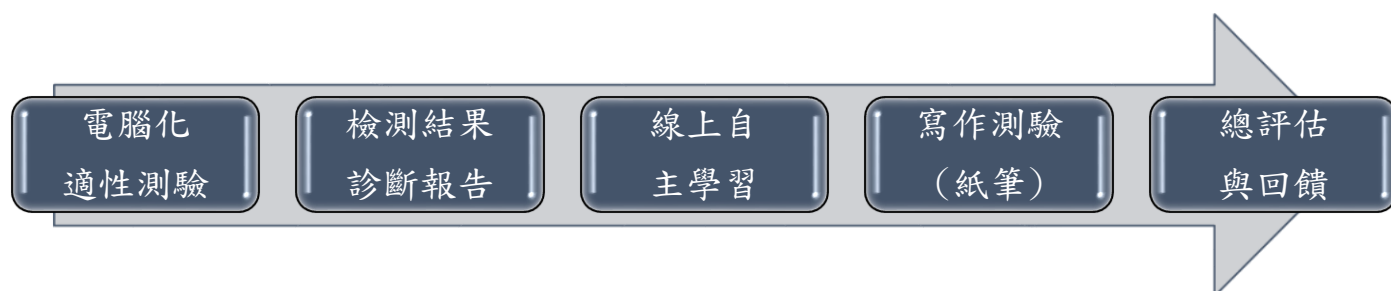 電腦化
適性測驗
檢測結果
診斷報告
線上自
主學習
寫作測驗
（紙筆）
總評估
與回饋